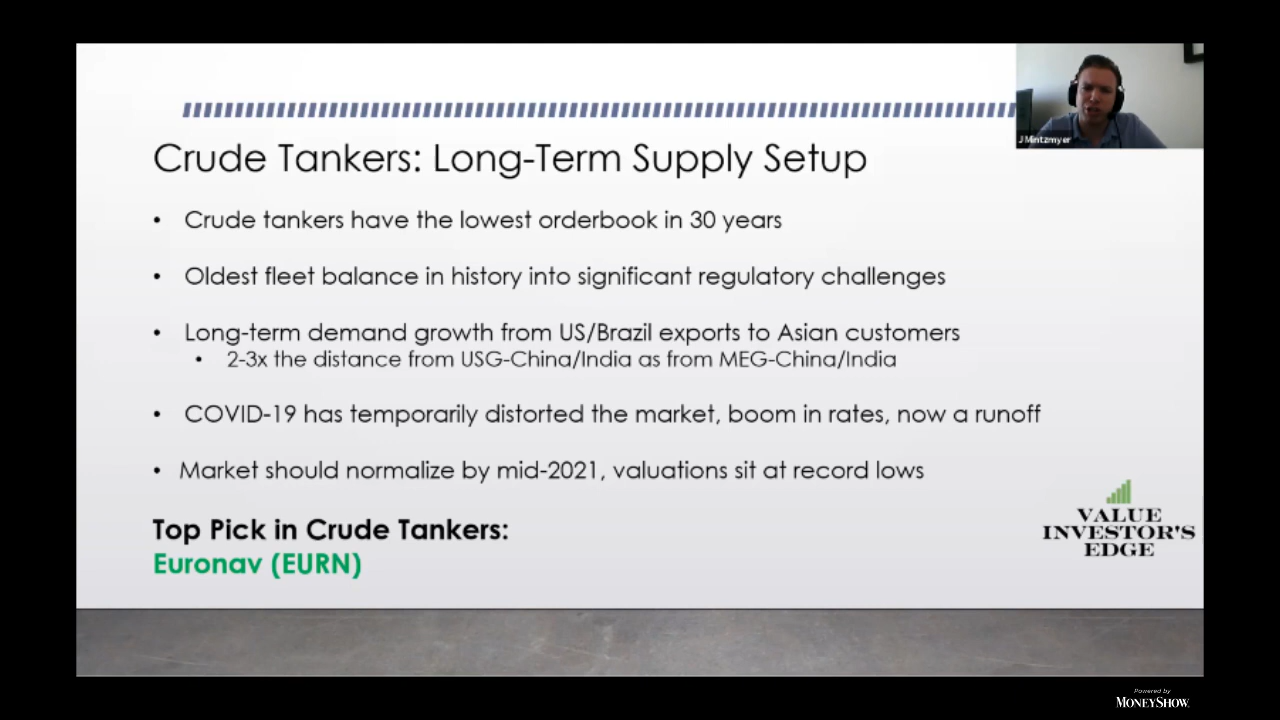 J Mintzmyer
Crude Tankers: Long-Term Supply Setup
• Crude tankers have the lowest orderbook in 30 years
• Oldest fleet balance in history into significant regulatory challenges
• Long-term demand growth from US/Brazil exports to Asian customers
• 2-3x the distance from USG-China/India as from MEG-China/India
• COVID-19 has temporarily distorted the market, boom in rates, now a runoff
• Market should normalize by mid-2021, valuations sit at record lows
Top Pick in Crude Tankers:
Euronav (EURN)
VALUE
INVESTOR'S
EDGE
Powered by
MONEYSHOW